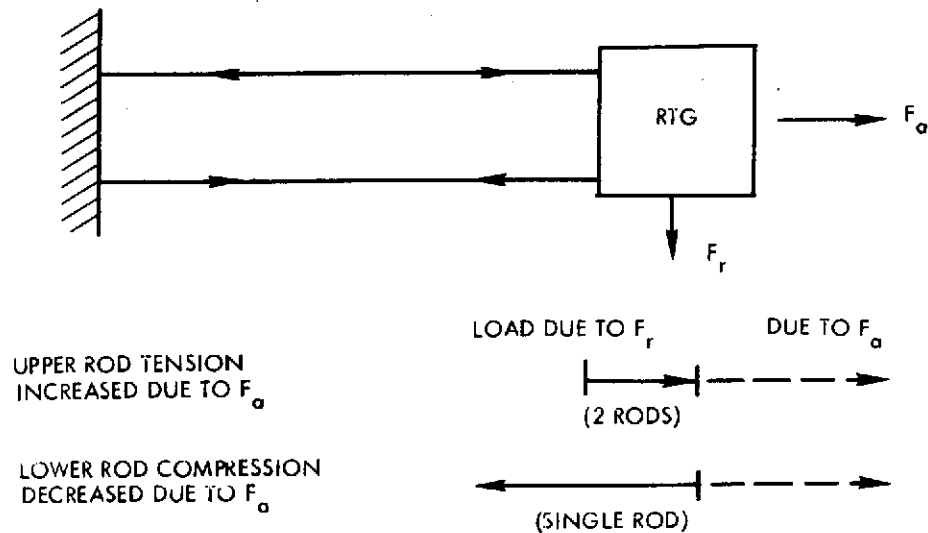 RTG
F_a
F_r
LOAD DUE TO F_r DUE TO F_a
UPPER ROD TENSION
INCREASED DUE TO F_a
(2 RODS)
LOWER ROD COMPRESSION
DECREASED DUE TO F_a
(SINGLE ROD)